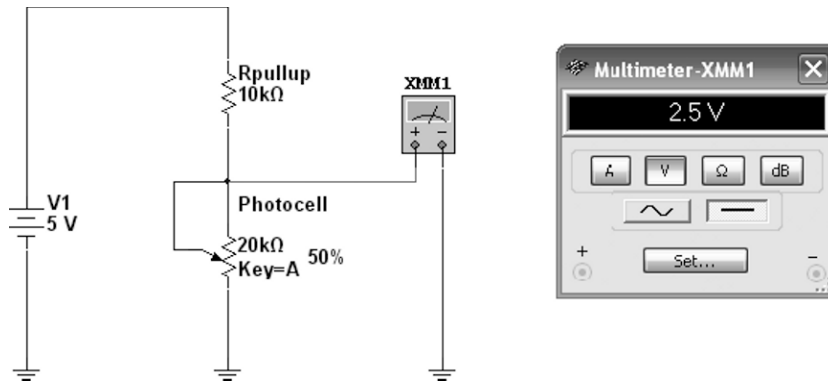 Rpullup
10kΩ
XMM1
+ −
V1
5 V
Photocell
20kΩ
Key=A
50%
Multimeter-XMM1
2.5 V
A V Ω dB
+ Set... −